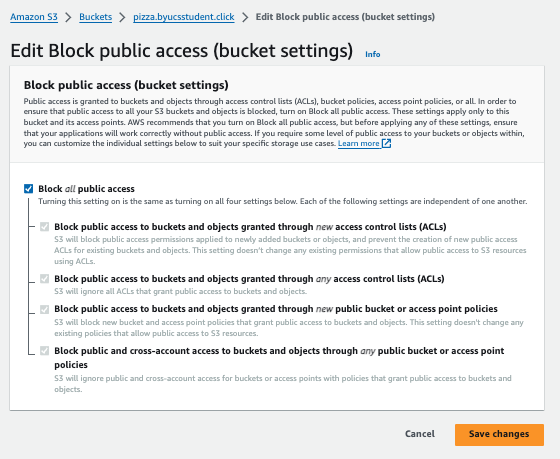 Amazon S3 > Buckets > pizza.byucsstudent.click > Edit Block public access (bucket settings)
Edit Block public access (bucket settings) Info
Block public access (bucket settings)
Public access is granted to buckets and objects through access control lists (ACLs), bucket policies, access point policies, or all. In order to
ensure that public access to all your S3 buckets and objects is blocked, turn on Block all public access. These settings apply only to this
bucket and its access points. AWS recommends that you turn on Block all public access, but before applying any of these settings, ensure
that your applications will work correctly without public access. If you require some level of public access to your buckets or objects within,
you can customize the individual settings below to suit your specific storage use cases. Learn more
Block all public access
Turning this setting on is the same as turning on all four settings below. Each of the following settings are independent of one another.
Block public access to buckets and objects granted through new access control lists (ACLs)
S3 will block public access permissions applied to newly added buckets or objects, and prevent the creation of new public access
ACLs for existing buckets and objects. This setting doesn't change any existing permissions that allow public access to S3 resources
using ACLs.
Block public access to buckets and objects granted through any access control lists (ACLs)
S3 will ignore all ACLs that grant public access to buckets and objects.
Block public access to buckets and objects granted through new public bucket or access point policies
S3 will block new bucket and access point policies that grant public access to buckets and objects. This setting doesn't change any
existing policies that allow public access to S3 resources.
Block public and cross-account access to buckets and objects through any public bucket or access point
policies
S3 will ignore public and cross-account access for buckets or access points with policies that grant public access to buckets and
objects.
Cancel Save changes